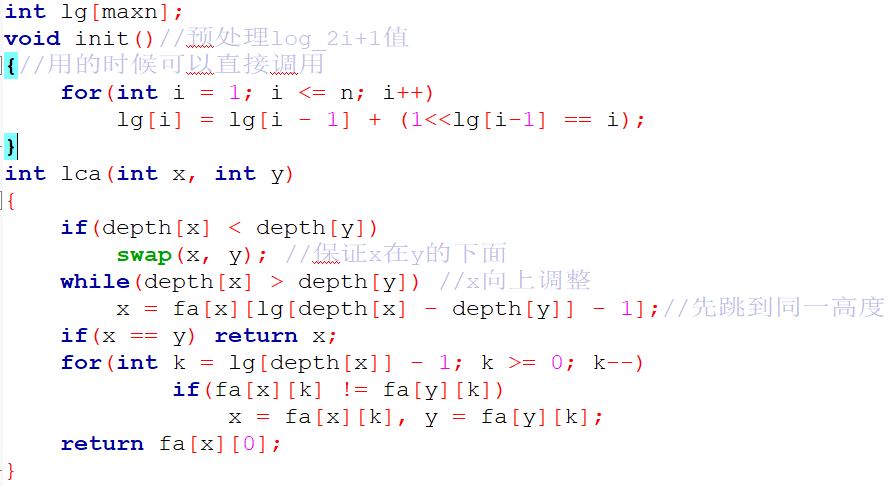 int lg[maxn];
void init()//预处理log_2i+1值
{//用的时候可以直接调用
    for(int i = 1; i <= n; i++)
        lg[i] = lg[i - 1] + (1<<lg[i-1] == i);
}
int lca(int x, int y)
{
    if(depth[x] < depth[y])
        swap(x, y); //保证x在y的下面
    while(depth[x] > depth[y]) //x向上调整
        x = fa[x][lg[depth[x] - depth[y]] - 1];//先跳到同一高度
    if(x == y) return x;
    for(int k = lg[depth[x]] - 1; k >= 0; k--)
            if(fa[x][k] != fa[y][k])
                x = fa[x][k], y = fa[y][k];
    return fa[x][0];
}